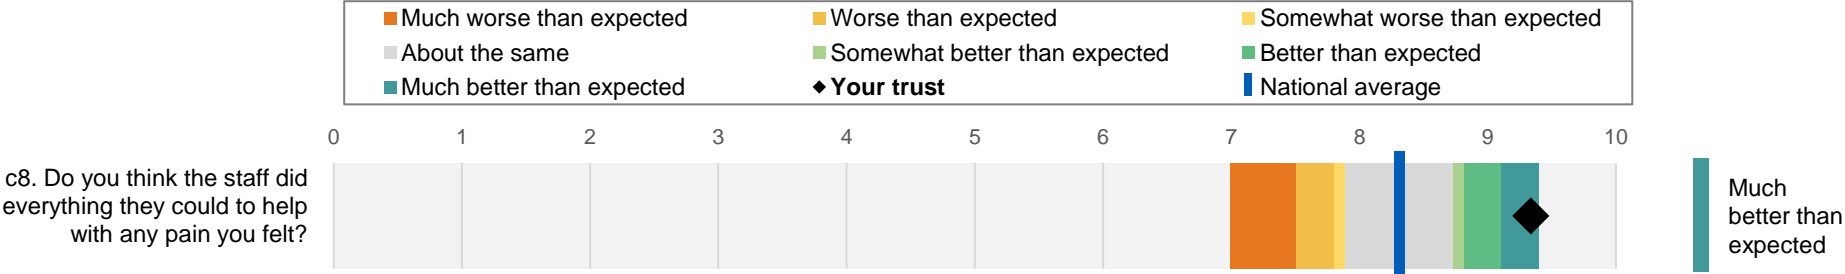 Much worse than expected
Worse than expected
Somewhat worse than expected
About the same
Somewhat better than expected
Better than expected
Much better than expected
Your trust
National average
0 1 2 3 4 5 6 7 8 9 10
c8. Do you think the staff did
everything they could to help
with any pain you felt?
Much
better than
expected